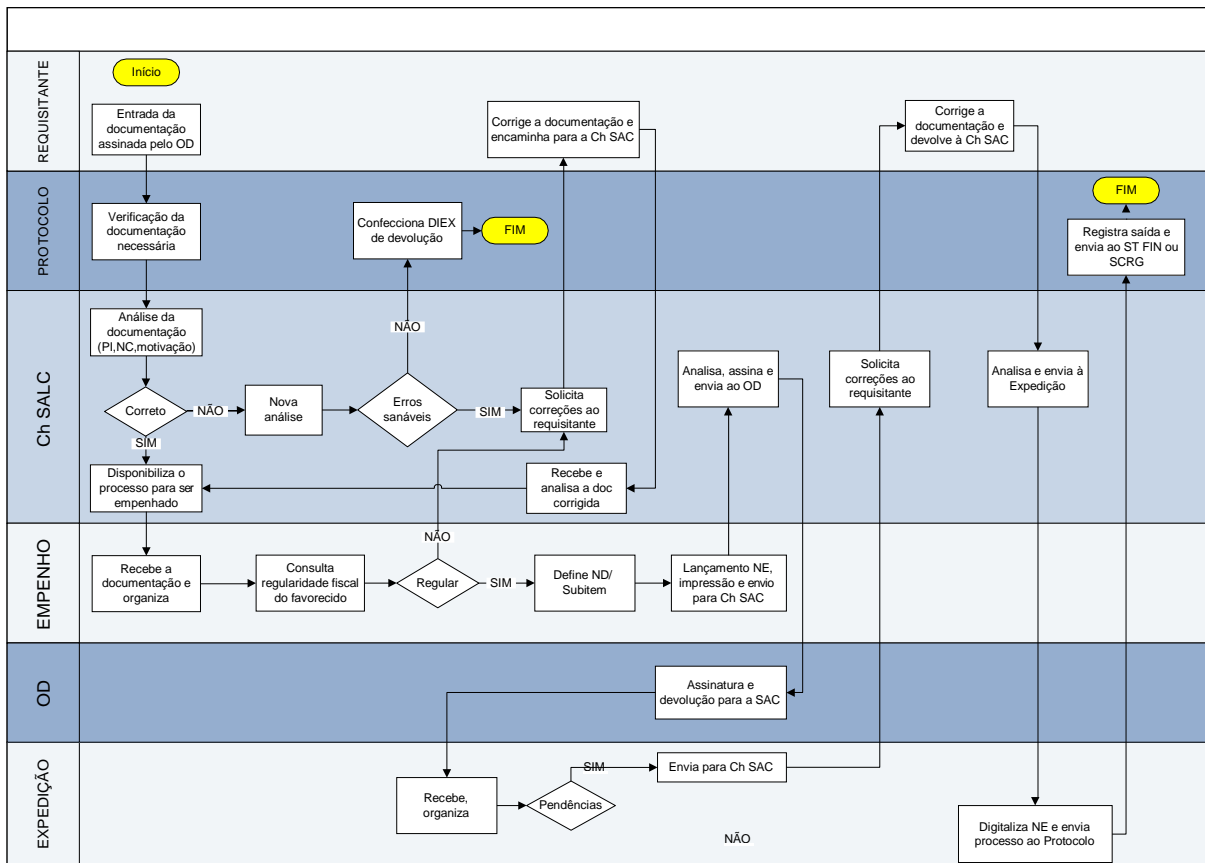 REQUISITANTE
Início
Entrada da
documentação
assinada pelo OD
Corrige a documentação e
encaminha para a Ch SAC
Corrige a
documentação e
devolve à Ch SAC
PROTOCOLO
Verificação da
documentação
necessária
Confecciona DIEX
de devolução
FIM
FIM
Registra saída e
envia ao ST FIN ou
SCRG
Ch SALC
Análise da
documentação
(PI,NC,motivação)
Correto
NÃO
SIM
Nova
análise
Erros
sanáveis
NÃO
SIM
Solicita
correções ao
requisitante
Analisa, assina e
envia ao OD
Solicita
correções ao
requisitante
Analisa e envia à
Expedição
Disponibiliza o
processo para ser
empenhado
Recebe e
analisa a doc
corrigida
EMPENHO
Recebe a
documentação e
organiza
Consulta
regularidade fiscal
do favorecido
NÃO
Regular
SIM
Define ND/
Subitem
Lançamento NE,
impressão e envio
para Ch SAC
OD
Assinatura e
devolução para a SAC
EXPEDIÇÃO
Recebe,
organiza
Pendências
SIM
Envia para Ch SAC
NÃO
Digitaliza NE e envia
processo ao Protocolo